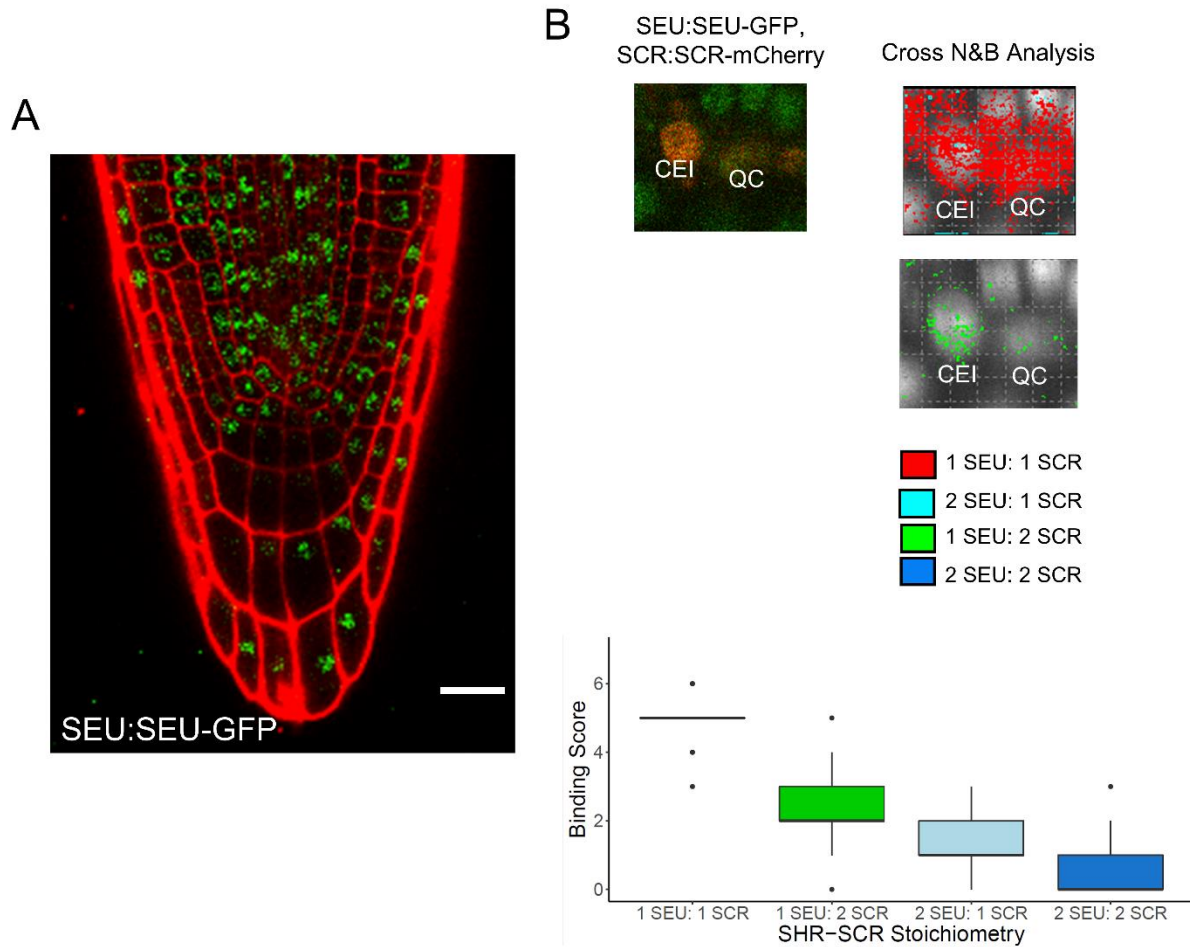 A
SEU:SEU-GFP
B
SEU:SEU-GFP,
SCR:SCR-mCherry
CEI
QC
Cross N&B Analysis
CEI
QC
CEI
QC
1 SEU: 1 SCR
2 SEU: 1 SCR
1 SEU: 2 SCR
2 SEU: 2 SCR
Binding Score
6
4
2
0
1 SEU: 1 SCR
1 SEU: 2 SCR
2 SEU: 1 SCR
2 SEU: 2 SCR
SHR−SCR Stoichiometry